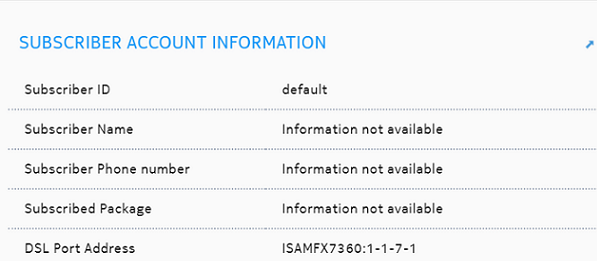 SUBSCRIBER ACCOUNT INFORMATION
Subscriber ID default
Subscriber Name Information not available
Subscriber Phone number Information not available
Subscribed Package Information not available
DSL Port Address ISAMFX7360:1-1-7-1